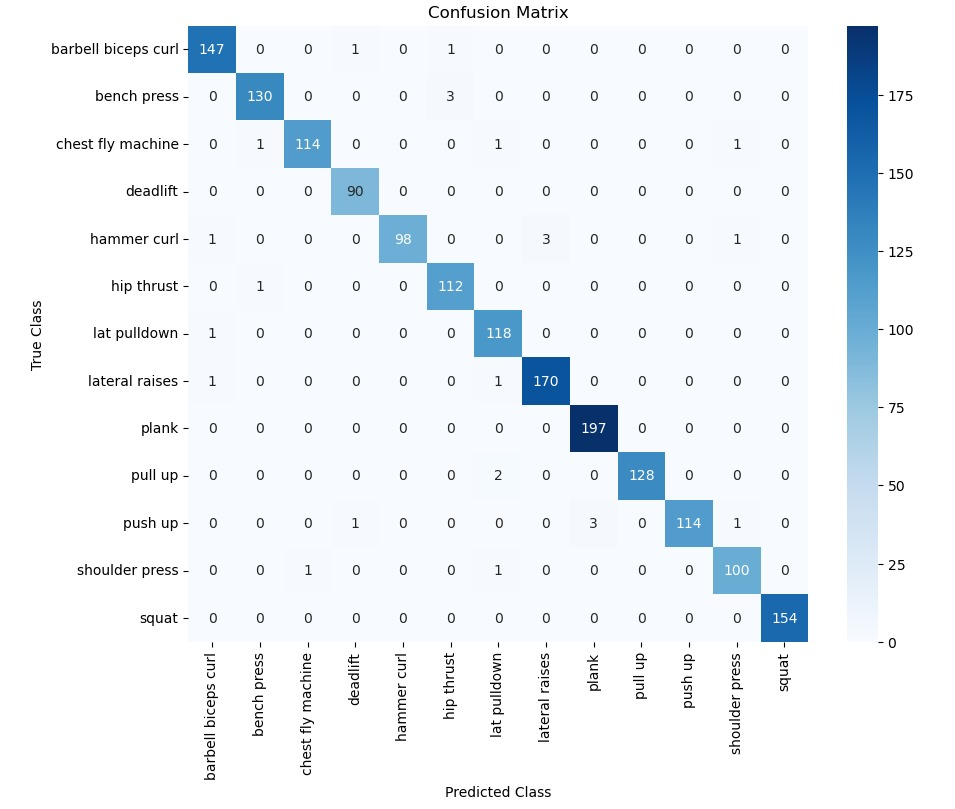 Confusion Matrix
barbell biceps curl 147 0 0 1 0 1 0 0 0 0 0 0 0
bench press 0 130 0 0 0 3 0 0 0 0 0 0 0
175
chest fly machine 0 1 114 0 0 0 1 0 0 0 0 1 0
deadlift 0 0 0 90 0 0 0 0 0 0 0 0 0
150
hammer curl 1 0 0 0 98 0 0 3 0 0 0 1 0
125
hip thrust 0 1 0 0 0 112 0 0 0 0 0 0 0
True Class
lat pulldown 1 0 0 0 0 0 118 0 0 0 0 0 0
100
lateral raises 1 0 0 0 0 0 1 170 0 0 0 0 0
75
plank 0 0 0 0 0 0 0 0 197 0 0 0 0
pull up 0 0 0 0 0 0 2 0 0 128 0 0 0
50
push up 0 0 0 1 0 0 0 0 3 0 114 1 0
25
shoulder press 0 0 1 0 0 0 1 0 0 0 0 100 0
squat 0 0 0 0 0 0 0 0 0 0 0 0 154
0
barbell biceps curl
bench press
chest fly machine
deadlift
hammer curl
hip thrust
lat pulldown
lateral raises
plank
pull up
push up
shoulder press
squat
Predicted Class